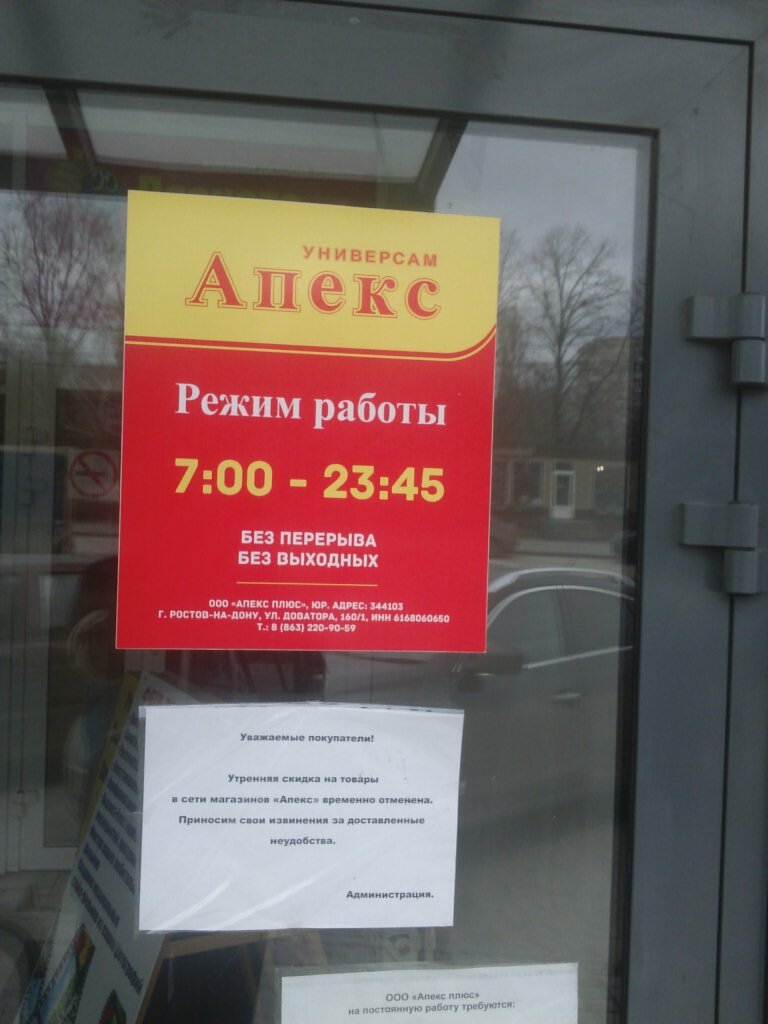 УНИВЕРСАМ
Апекс
Режим работы
7:00 - 23:45
БЕЗ ПЕРЕРЫВА
БЕЗ ВЫХОДНЫХ
ООО «АПЕКС ПЛЮС», ЮР. АДРЕС: 344103
Г. РОСТОВ-НА-ДОНУ, УЛ. ДОВАТОРА, 160/1, ИНН 6168060650
Т.: 8 (863) 220-90-59
Уважаемые покупатели!
Утренняя скидка на товары
в сети магазинов «Апекс» временно отменена.
Приносим свои извинения за доставленные
неудобства.
Администрация.
ООО «Апекс плюс»
на постоянную работу требуются: